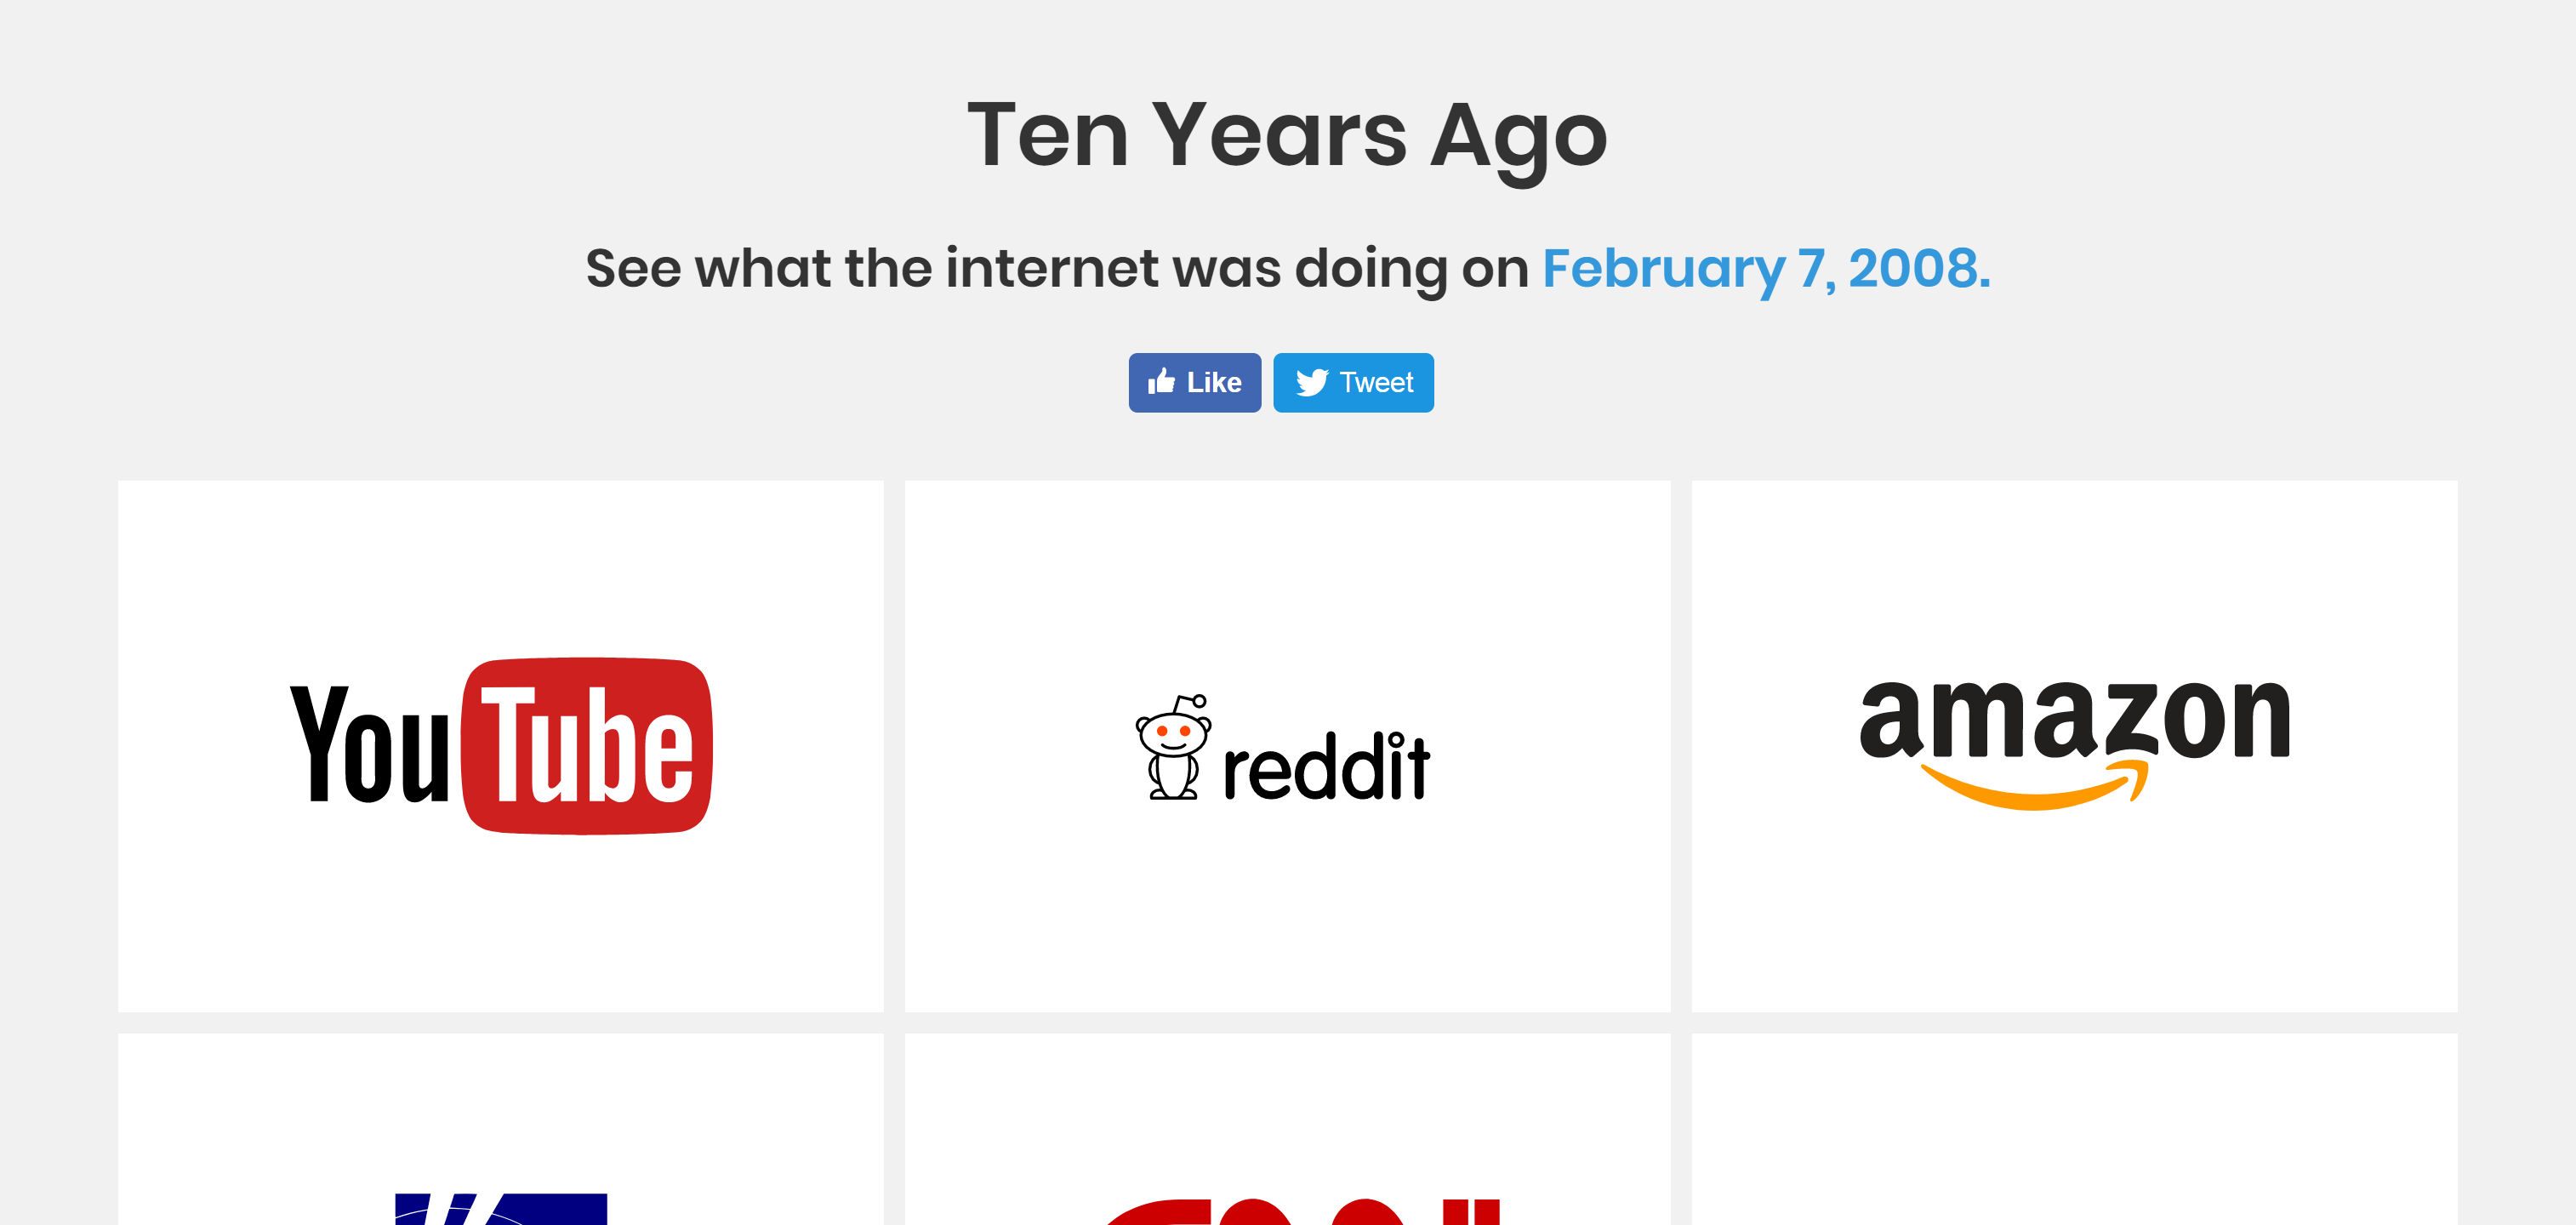 Ten Years Ago
See what the internet was doing on February 7, 2008.
Like
Tweet
YouTube
reddit
amazon